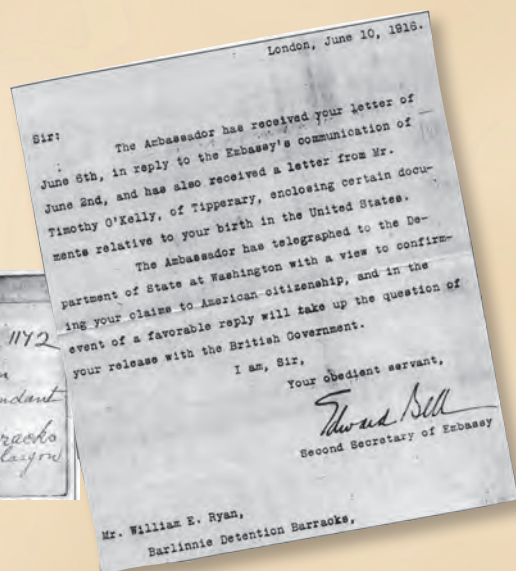 London, June 10, 1916.
Sir:
The Ambassador has received your letter of
June 6th, in reply to the Embassy's communication of
June 2nd, and has also received a letter from Mr.
Timothy O'Kelly, of Tipperary, enclosing certain docu-
ments relative to your birth in the United States.
The Ambassador has telegraphed to the De-
partment of State at Washington with a view to confirm-
ing your claim to American citizenship, and in the
event of a favorable reply will take up the question of
your release with the British Government.
I am, Sir,
Your obedient servant,
Edward Bell
Second Secretary of Embassy
Mr. William E. Ryan,
Barlinnie Detention Barracks,
1172
ndant
racks
lasgow